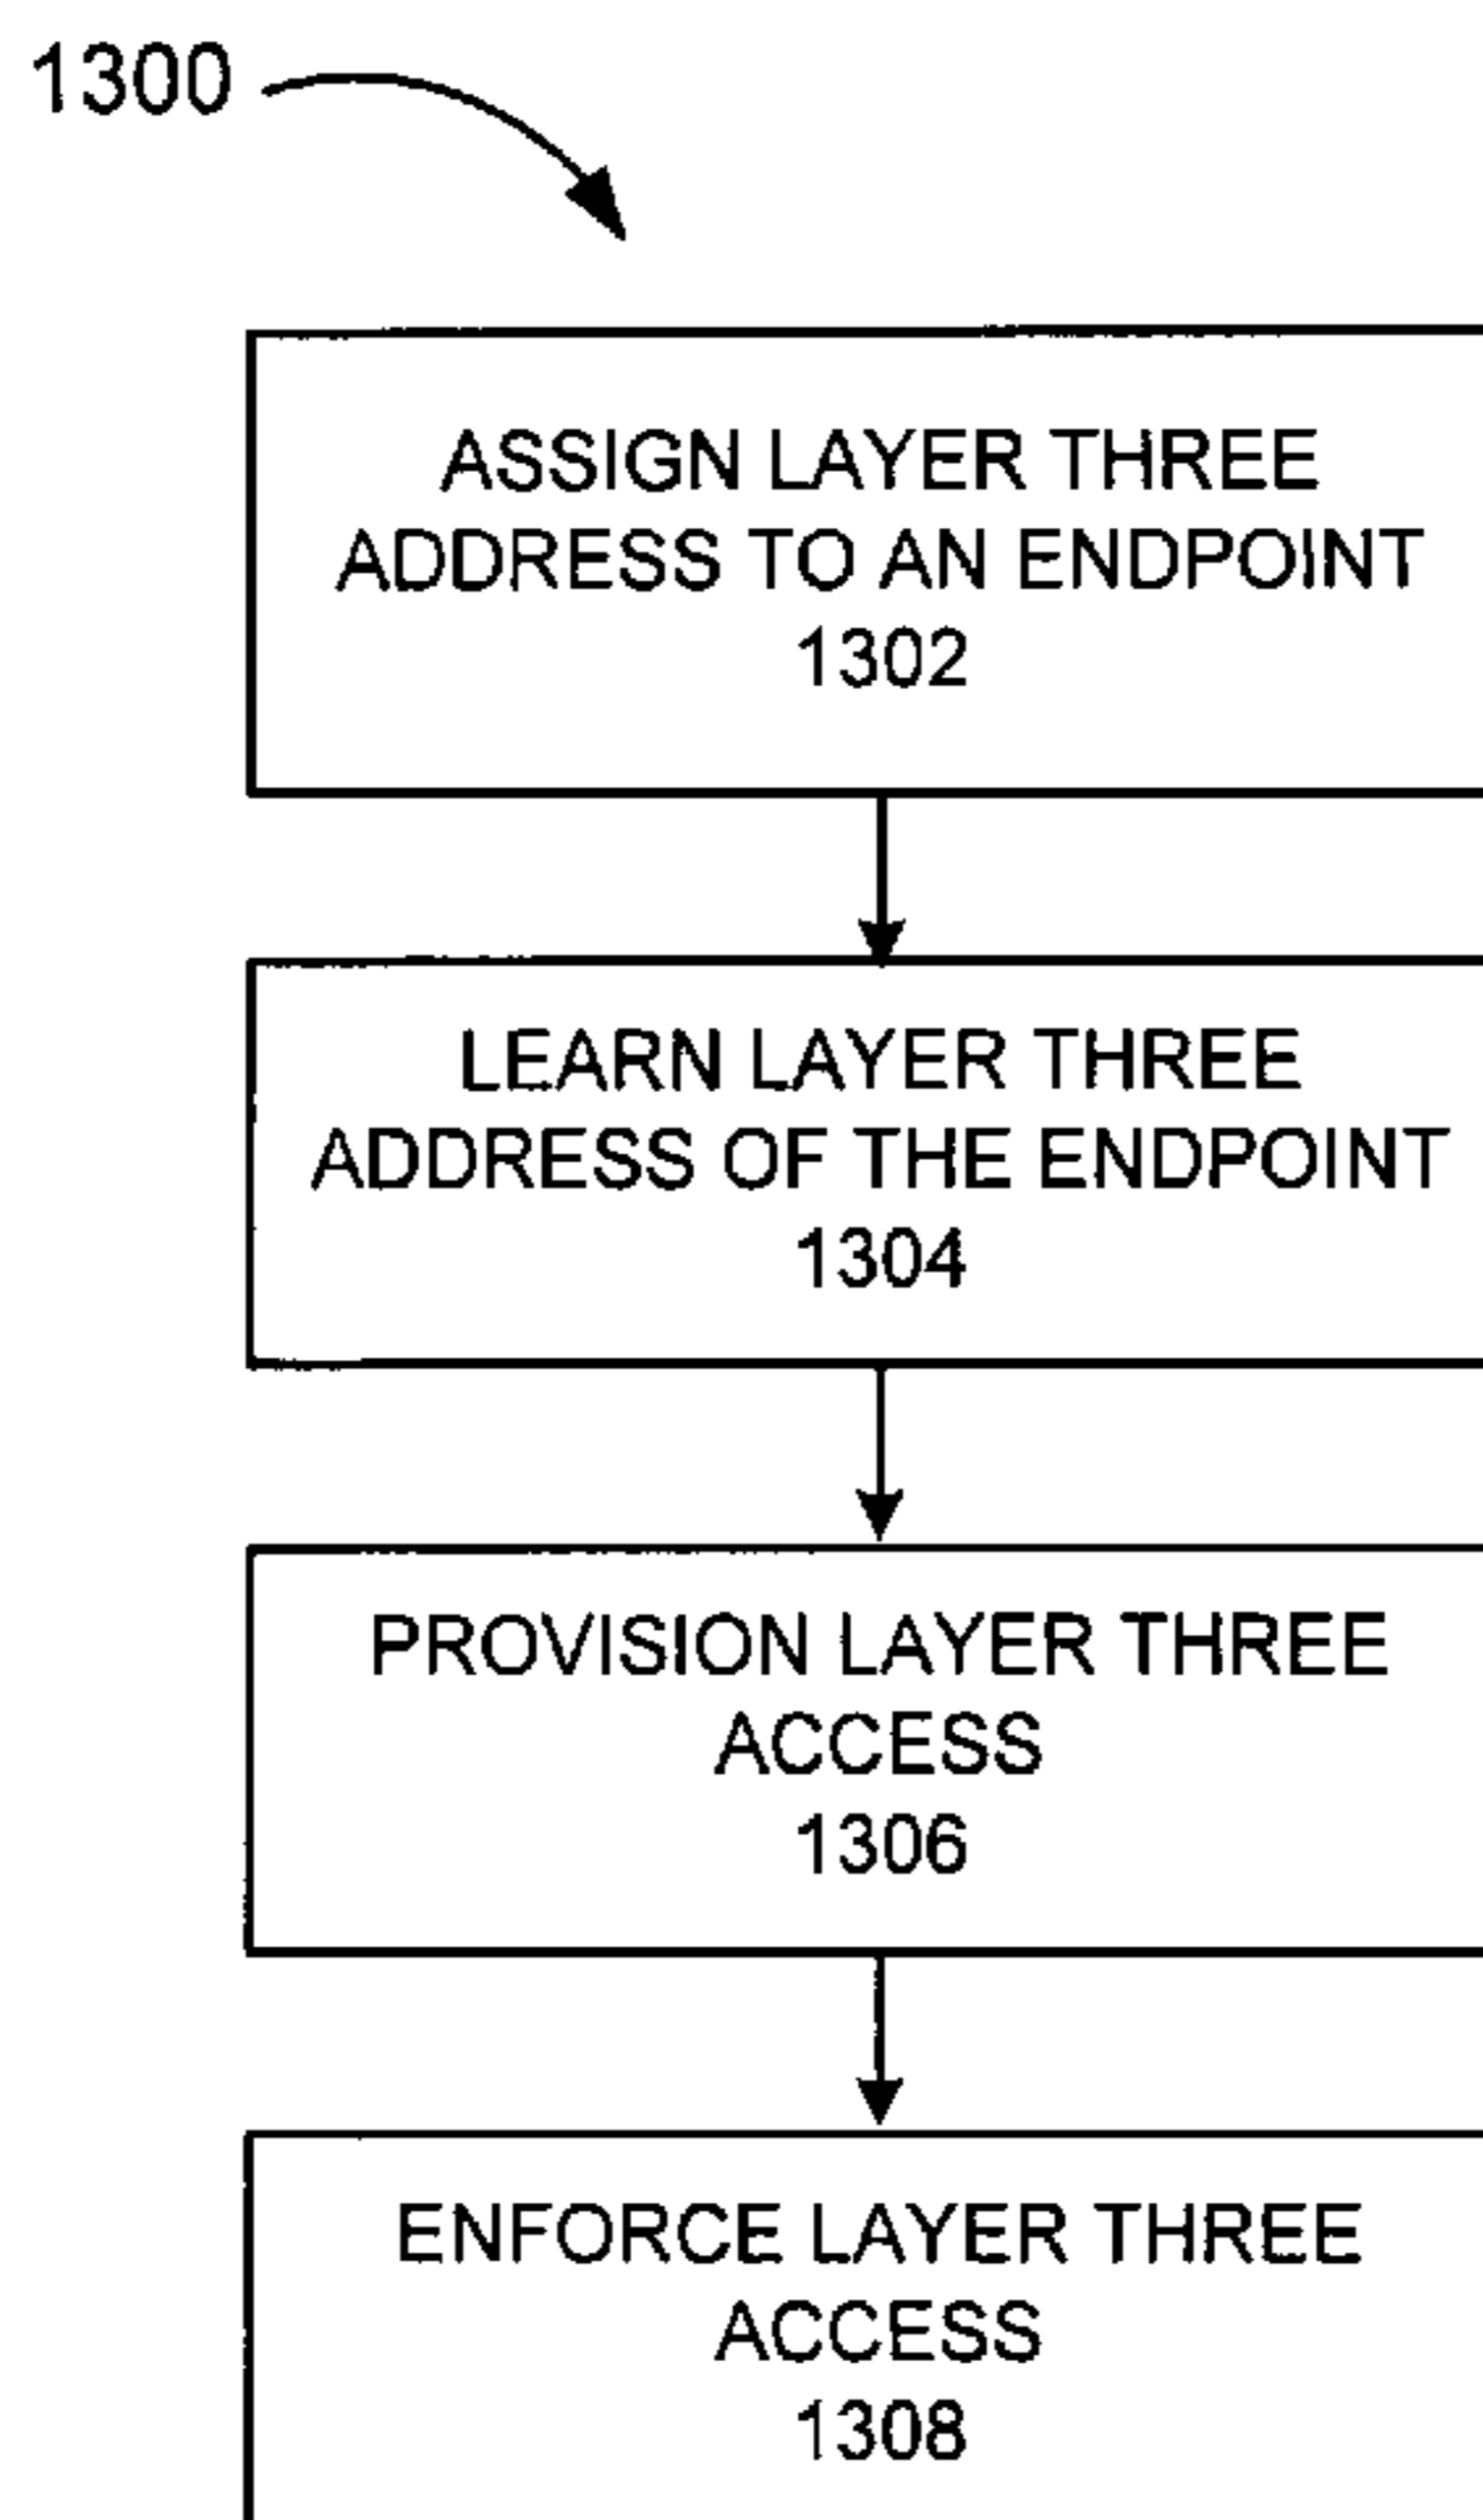 1300
ASSIGN LAYER THREE
ADDRESS TO AN ENDPOINT
1302
LEARN LAYER THREE
ADDRESS OF THE ENDPOINT
1304
PROVISION LAYER THREE
ACCESS
1306
ENFORCE LAYER THREE
ACCESS
1308